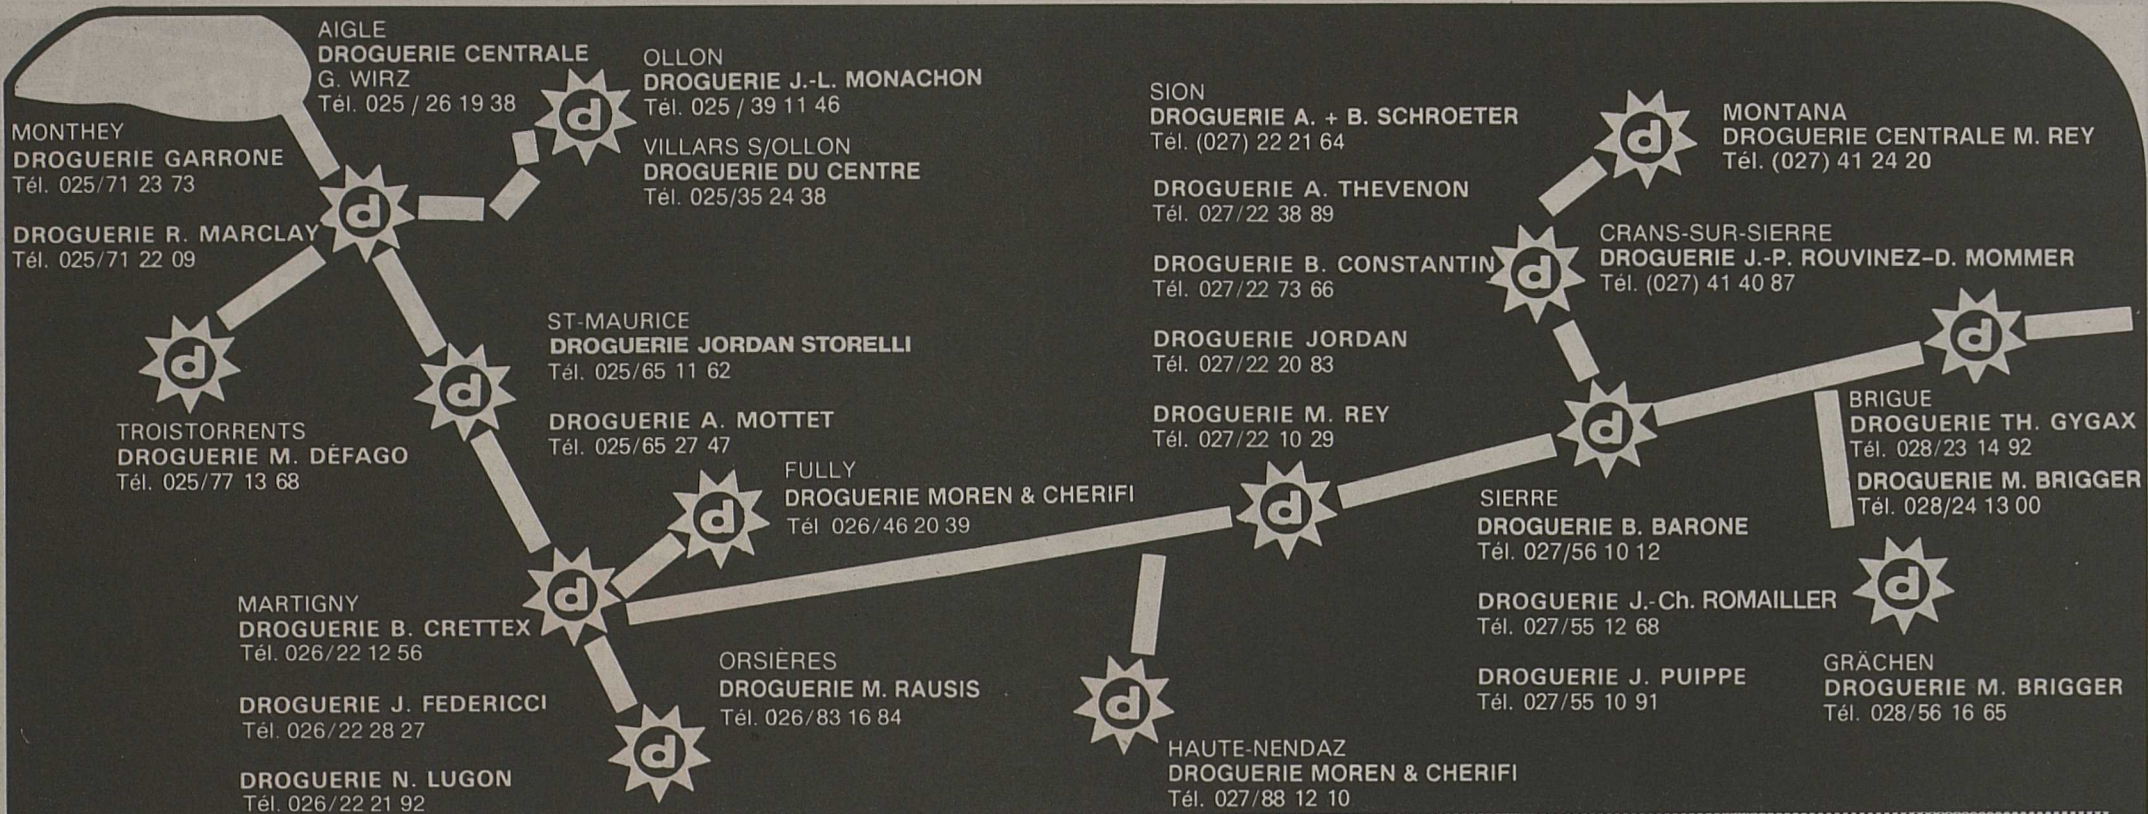 AIGLE
DROGUERIE CENTRALE
G. WIRZ
Tél. 025 / 26 19 38
OLLON
DROGUERIE J.-L. MONACHON
Tél. 025 / 39 11 46
VILLARS S/OLLON
DROGUERIE DU CENTRE
Tél. 025/35 24 38
MONTHEY
DROGUERIE GARRONE
Tél. 025/71 23 73
DROGUERIE R. MARCLAY
Tél. 025/71 22 09
TROISTORRENTS
DROGUERIE M. DÉFAGO
Tél. 025/77 13 68
ST-MAURICE
DROGUERIE JORDAN STORELLI
Tél. 025/65 11 62
DROGUERIE A. MOTTET
Tél. 025/65 27 47
FULLY
DROGUERIE MOREN & CHERIFI
Tél 026/46 20 39
MARTIGNY
DROGUERIE B. CRETTEX
Tél. 026/22 12 56
DROGUERIE J. FEDERICCI
Tél. 026/22 28 27
DROGUERIE N. LUGON
Tél. 026/22 21 92
ORSIÈRES
DROGUERIE M. RAUSIS
Tél. 026/83 16 84
SION
DROGUERIE A. + B. SCHROETER
Tél. (027) 22 21 64
DROGUERIE A. THEVENON
Tél. 027/22 38 89
DROGUERIE B. CONSTANTIN
Tél. 027/22 73 66
DROGUERIE JORDAN
Tél. 027/22 20 83
DROGUERIE M. REY
Tél. 027/22 10 29
HAUTE-NENDAZ
DROGUERIE MOREN & CHERIFI
Tél. 027/88 12 10
MONTANA
DROGUERIE CENTRALE M. REY
Tél. (027) 41 24 20
CRANS-SUR-SIERRE
DROGUERIE J.-P. ROUVINEZ–D. MOMMER
Tél. (027) 41 40 87
SIERRE
DROGUERIE B. BARONE
Tél. 027/56 10 12
DROGUERIE J.-Ch. ROMAILLER
Tél. 027/55 12 68
DROGUERIE J. PUIPPE
Tél. 027/55 10 91
BRIGUE
DROGUERIE TH. GYGAX
Tél. 028/23 14 92
DROGUERIE M. BRIGGER
Tél. 028/24 13 00
GRÄCHEN
DROGUERIE M. BRIGGER
Tél. 028/56 16 65
d
d
d
d
d
d
d
d
d
d
d
d
d
d